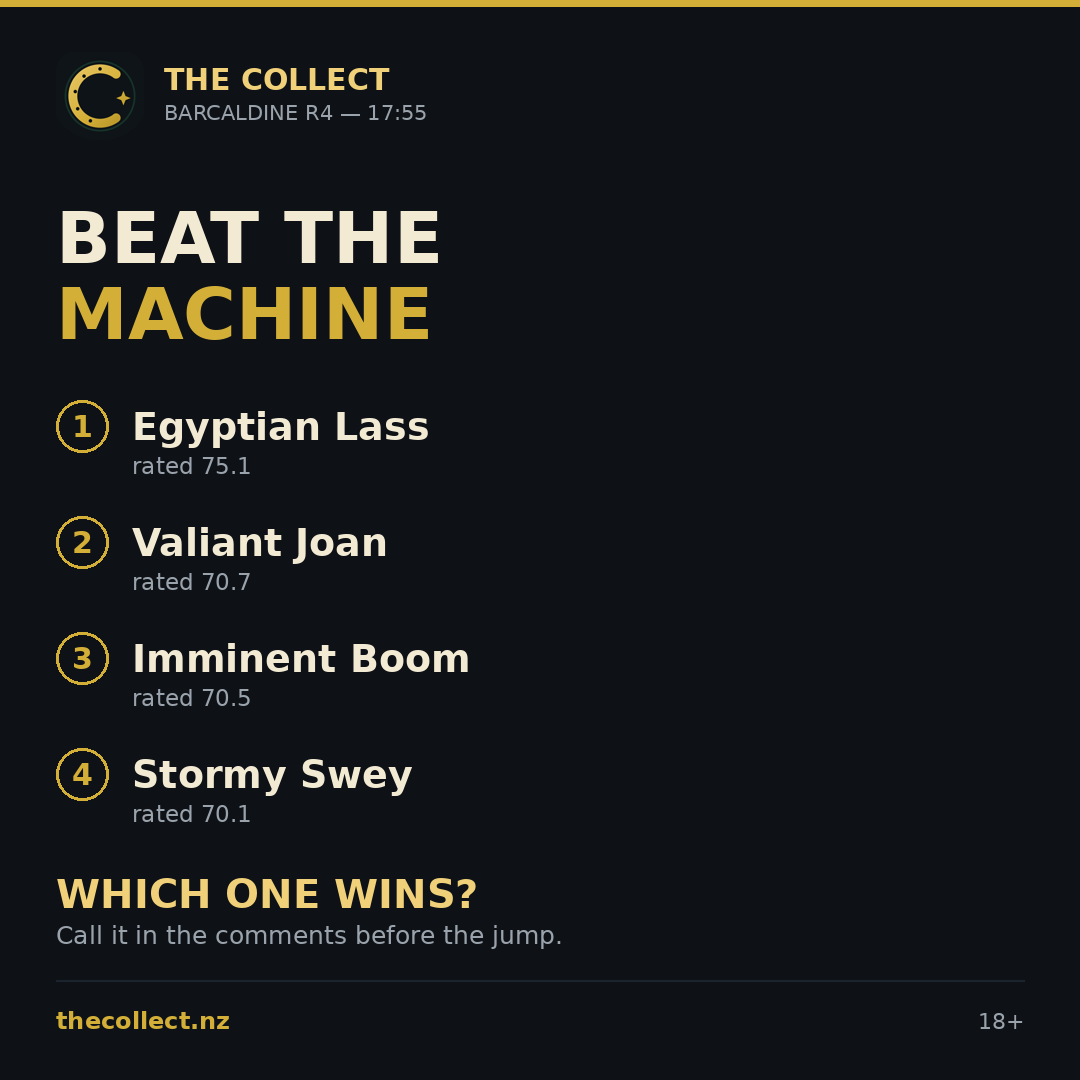 THE COLLECT
BARCALDINE R4 — 17:55
BEAT THE
MACHINE
1 Egyptian Lass
rated 75.1
2 Valiant Joan
rated 70.7
3 Imminent Boom
rated 70.5
4 Stormy Swey
rated 70.1
WHICH ONE WINS?
Call it in the comments before the jump.
thecollect.nz 18+